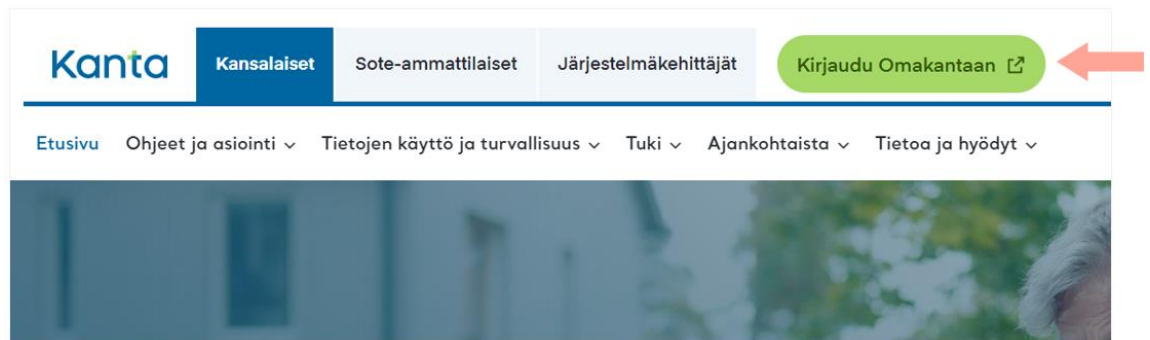 Kanta Kansalaiset Sote-ammattilaiset Järjestelmäkehittäjät Kirjaudu Omakantaan
Etusivu Ohjeet ja asiointi Tietojen käyttö ja turvallisuus Tuki Ajankohtaista Tietoa ja hyödyt